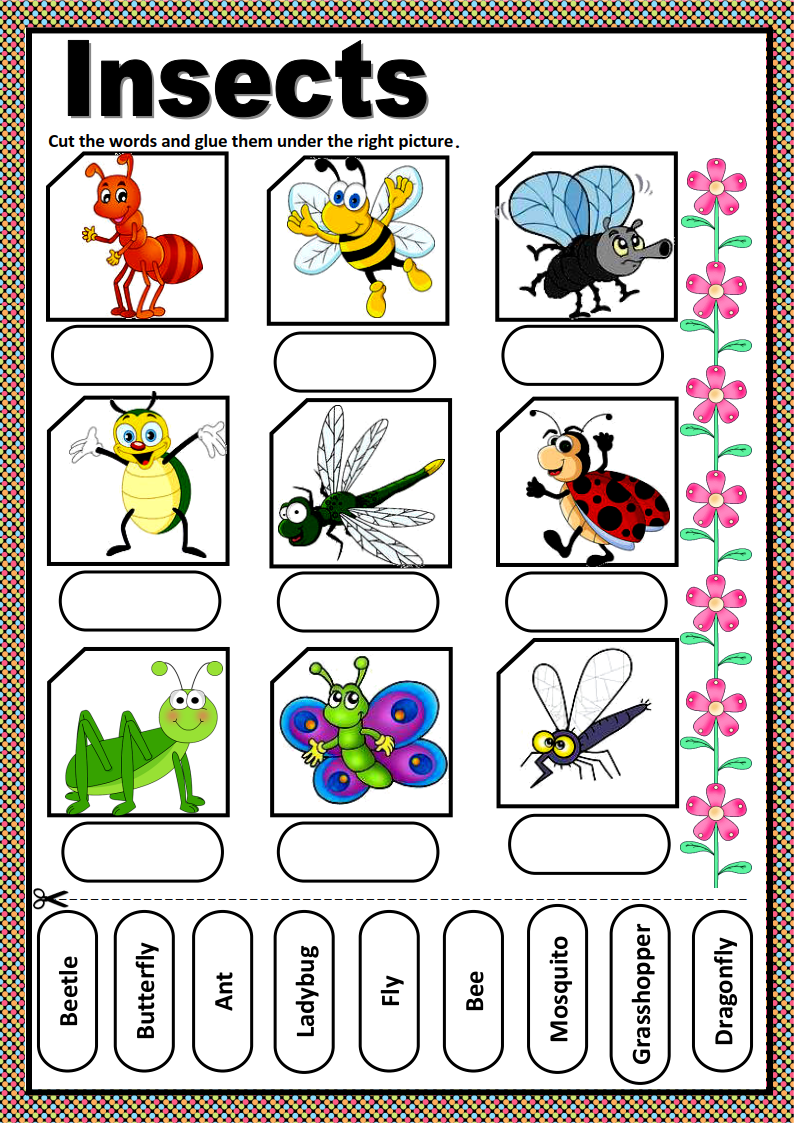 Insects
Cut the words and glue them under the right picture.
Beetle
Butterfly
Ant
Ladybug
Fly
Bee
Mosquito
Grasshopper
Dragonfly